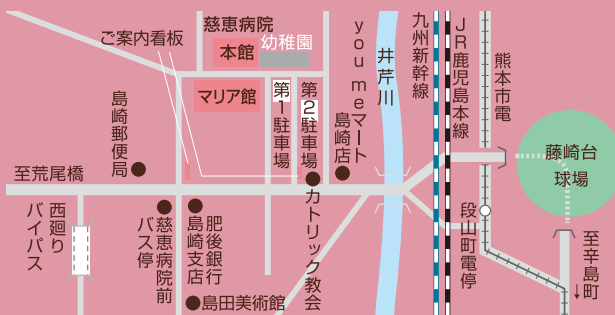 慈恵病院
ご案内看板
本館
幼稚園
マリア館
第1駐車場
第2駐車場
you meマート
島崎店
井芹川
九州新幹線
JR鹿児島本線
熊本市電
藤崎台
球場
島崎郵便局
至荒尾橋
西廻り
バイパス
慈恵病院前
バス停
肥後銀行
島崎支店
島田美術館
カトリック教会
段山町電停
至辛島町
↓